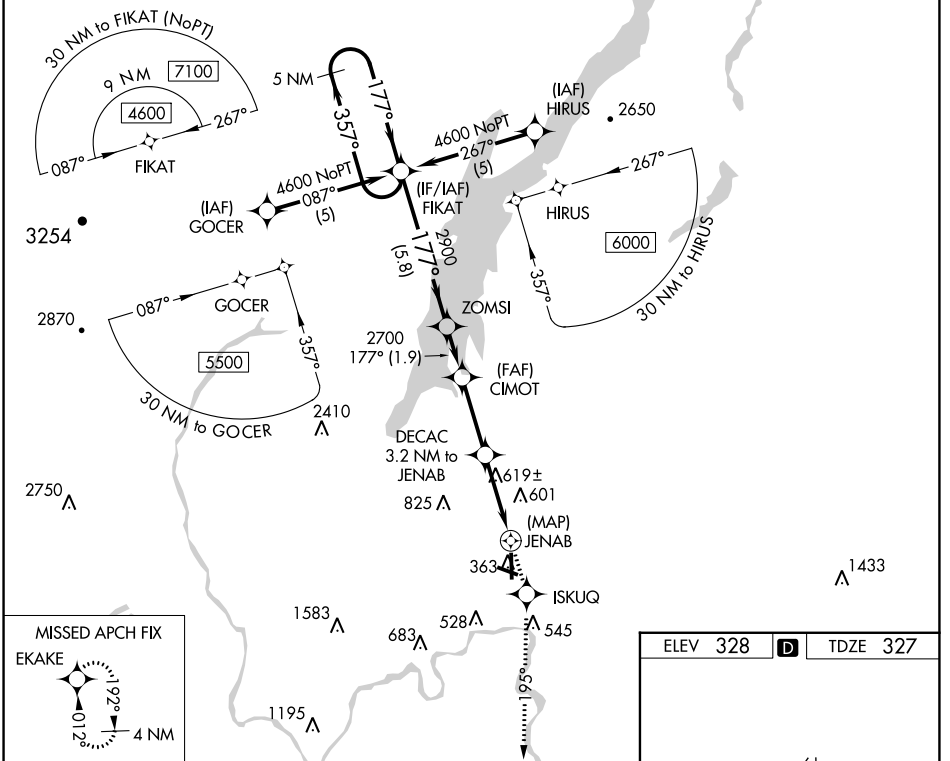 30 NM to FIKAT (NoPT)
7100
9 NM
4600
267°
087°
FIKAT
5 NM
177°
357°
(IAF)
HIRUS
2650
4600 NoPT
267°
(5)
4600 NoPT
087°
(5)
(IF/IAF)
FIKAT
(IAF)
GOCER
267°
HIRUS
6000
357°
30 NM to HIRUS
3254
2900
177°
(5.8)
087°
GOCER
357°
5500
30 NM to GOCER
2870
ZOMSI
2700
177° (1.9)
(FAF)
CIMOT
2410
DECAC
3.2 NM to
JENAB
619±
601
825
2750
(MAP)
JENAB
363
1433
ISKUQ
1583
683
528
545
195°
1195
MISSED APCH FIX
EKAKE
192°
012°
4 NM
ELEV 328 D TDZE 327